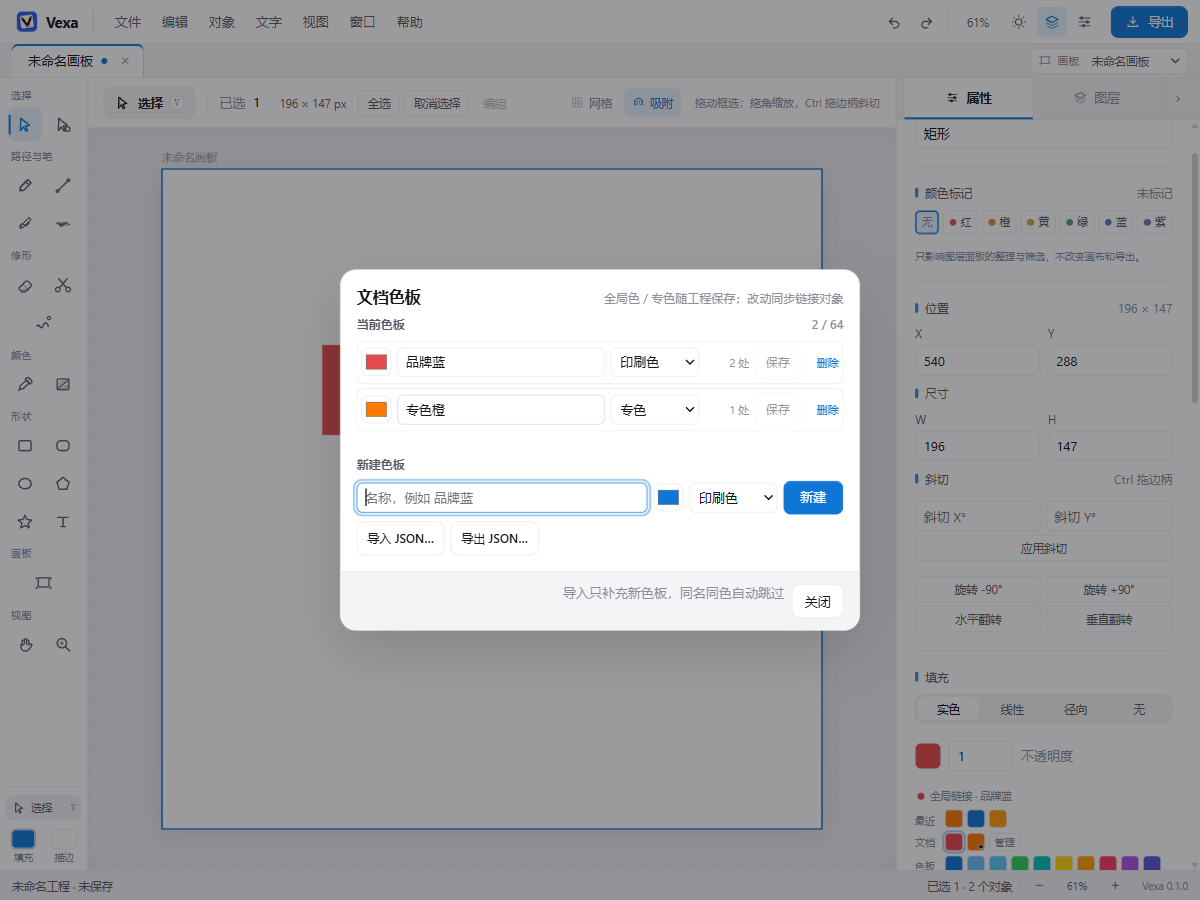 Vexa 文件 编辑 对象 文字 视图 窗口 帮助 61% 导出
未命名画板 画板 未命名画板
选择 选择 已选 1 196 × 147 px 全选 取消选择 编组 网格 吸附 拖动框选；拖角缩放，Ctrl 拖边柄斜切 属性 图层
路径与笔
修形
颜色
形状
画板
视图
选择
填充 描边
未命名画板
文档色板 全局色 / 专色随工程保存；改动同步链接对象
当前色板 2 / 64
品牌蓝 印刷色 2 处 保存 删除
专色橙 专色 1 处 保存 删除
新建色板
名称，例如 品牌蓝 印刷色 新建
导入 JSON... 导出 JSON...
导入只补充新色板，同名同色自动跳过 关闭
矩形
颜色标记 未标记
无 红 橙 黄 绿 蓝 紫
只影响图层面板的整理与筛选，不改变画布和导出。
位置 196 × 147
X Y
540 288
尺寸
W H
196 147
斜切 Ctrl 拖边柄
斜切 X° 斜切 Y°
应用斜切
旋转 -90° 旋转 +90°
水平翻转 垂直翻转
填充
实色 线性 径向 无
1 不透明度
全局链接 · 品牌蓝
最近
文档 管理
色板
未命名工程 · 未保存 已选 1 · 2 个对象 − 61% + Vexa 0.1.0